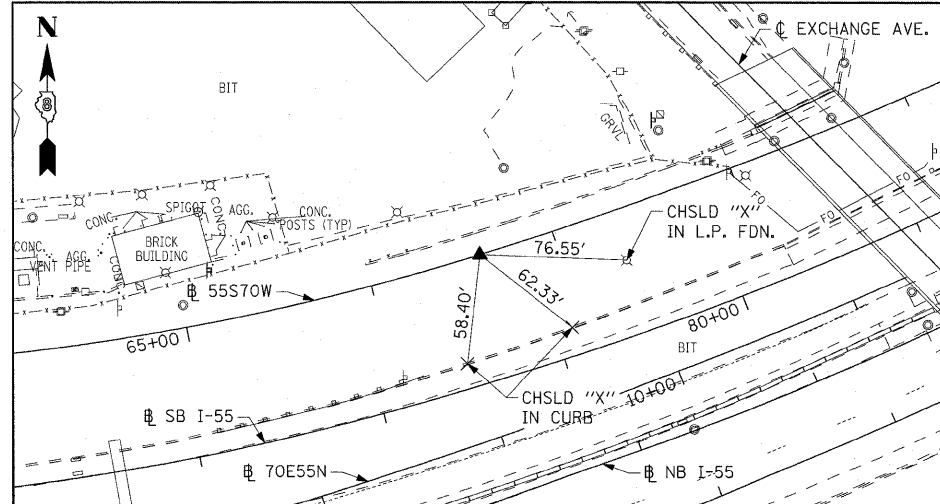 N
8
BIT
℄ EXCHANGE AVE.
GRVL
CONC.
SPIGOT
CONC.
AGG.
CONC.
POSTS (TYP)
CONC.
AGG.
VENT PIPE
CONC
BRICK
BUILDING
FO
FO
CHSLD "X"
IN L.P. FDN.
76.55'
62.33'
58.40'
B̲L 55S70W
65+00
80+00
BIT
10+00
CHSLD "X"
IN CURB
B̲L SB I-55
B̲L 70E55N
B̲L NB I-55